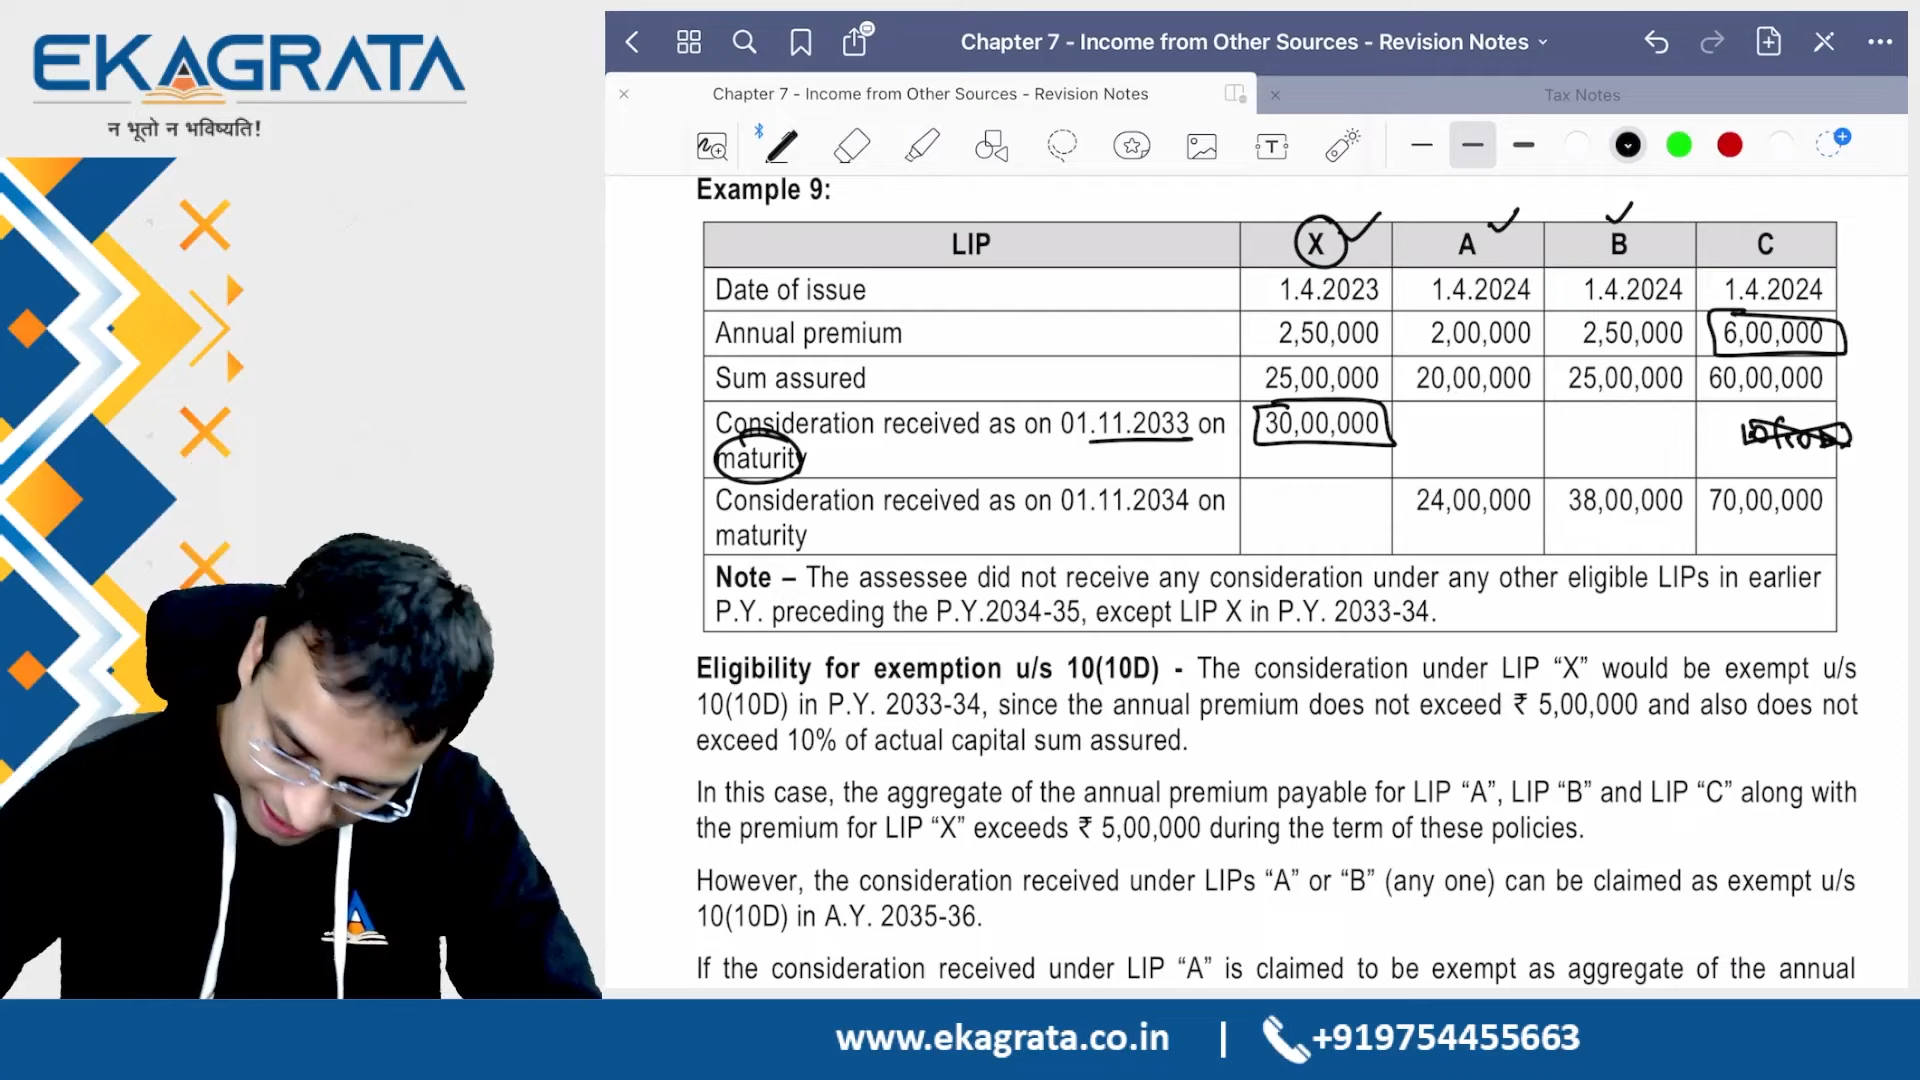 EKAGRATA
न भूतो न भविष्यति!
Chapter 7 - Income from Other Sources - Revision Notes
Chapter 7 - Income from Other Sources - Revision Notes
Tax Notes
Example 9:
LIP X A B C
Date of issue 1.4.2023 1.4.2024 1.4.2024 1.4.2024
Annual premium 2,50,000 2,00,000 2,50,000 6,00,000
Sum assured 25,00,000 20,00,000 25,00,000 60,00,000
Consideration received as on 01.11.2033 on 30,00,000
maturity
Consideration received as on 01.11.2034 on 24,00,000 38,00,000 70,00,000
maturity
Note – The assessee did not receive any consideration under any other eligible LIPs in earlier
P.Y. preceding the P.Y.2034-35, except LIP X in P.Y. 2033-34.
Eligibility for exemption u/s 10(10D) - The consideration under LIP “X” would be exempt u/s
10(10D) in P.Y. 2033-34, since the annual premium does not exceed ₹ 5,00,000 and also does not
exceed 10% of actual capital sum assured.
In this case, the aggregate of the annual premium payable for LIP “A”, LIP “B” and LIP “C” along with
the premium for LIP “X” exceeds ₹ 5,00,000 during the term of these policies.
However, the consideration received under LIPs “A” or “B” (any one) can be claimed as exempt u/s
10(10D) in A.Y. 2035-36.
If the consideration received under LIP “A” is claimed to be exempt as aggregate of the annual
www.ekagrata.co.in | +919754455663